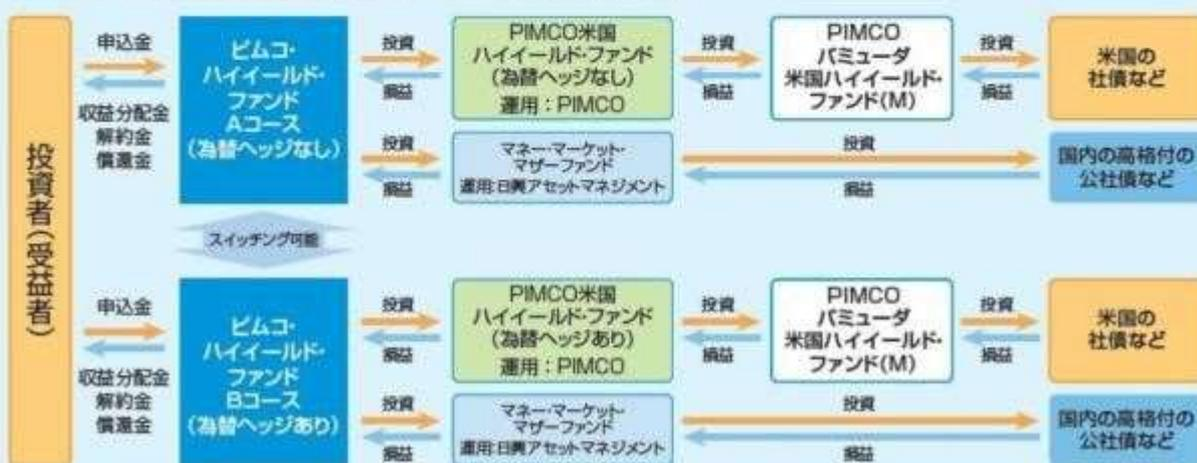 投資者(受益者)
申込金
収益分配金
解約金
償還金
ピムコ・
ハイイールド・
ファンド
Aコース
(為替ヘッジなし)
投資
損益
PIMCO米国
ハイイールド・ファンド
(為替ヘッジなし)
運用：PIMCO
投資
損益
PIMCO
バミューダ
米国ハイイールド・
ファンド(M)
投資
損益
米国の
社債など
投資
損益
マネー・マーケット・
マザーファンド
運用:日興アセットマネジメント
投資
損益
国内の高格付の
公社債など
スイッチング可能
申込金
収益分配金
解約金
償還金
ピムコ・
ハイイールド・
ファンド
Bコース
(為替ヘッジあり)
投資
損益
PIMCO米国
ハイイールド・ファンド
(為替ヘッジあり)
運用：PIMCO
投資
損益
PIMCO
バミューダ
米国ハイイールド・
ファンド(M)
投資
損益
米国の
社債など
投資
損益
マネー・マーケット・
マザーファンド
運用:日興アセットマネジメント
投資
損益
国内の高格付の
公社債など